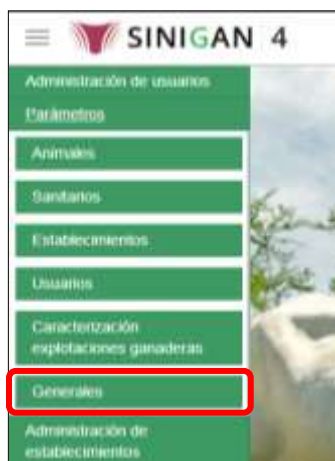 SINIGAN 4
Administración de usuarios
Parámetros
Animales
Sanitarios
Establecimientos
Usuarios
Caracterización
explotaciones ganaderas
Generales
Administración de
establecimientos